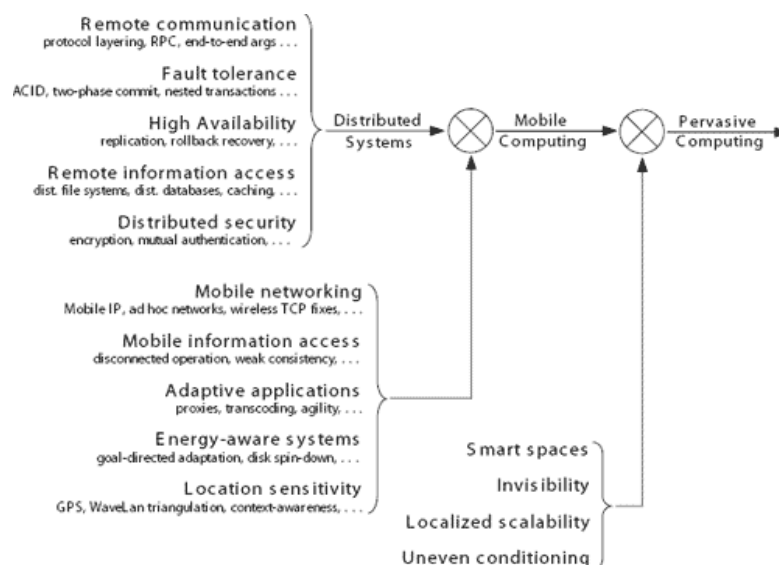 Remote communication
protocol layering, RPC, end-to-end args . . .
Fault tolerance
ACID, two-phase commit, nested transactions . . .
High Availability
replication, rollback recovery, . . .
Remote information access
dist. file systems, dist. databases, caching, . . .
Distributed security
encryption, mutual authentication, . . .
Distributed
Systems
Mobile
Computing
Pervasive
Computing
Mobile networking
Mobile IP, ad hoc networks, wireless TCP fixes, . . .
Mobile information access
disconnected operation, weak consistency, . . .
Adaptive applications
proxies, transcoding, agility, . . .
Energy-aware systems
goal-directed adaptation, disk spin-down, . . .
Location sensitivity
GPS, WaveLan triangulation, context-awareness, . . .
Smart spaces
Invisibility
Localized scalability
Uneven conditioning